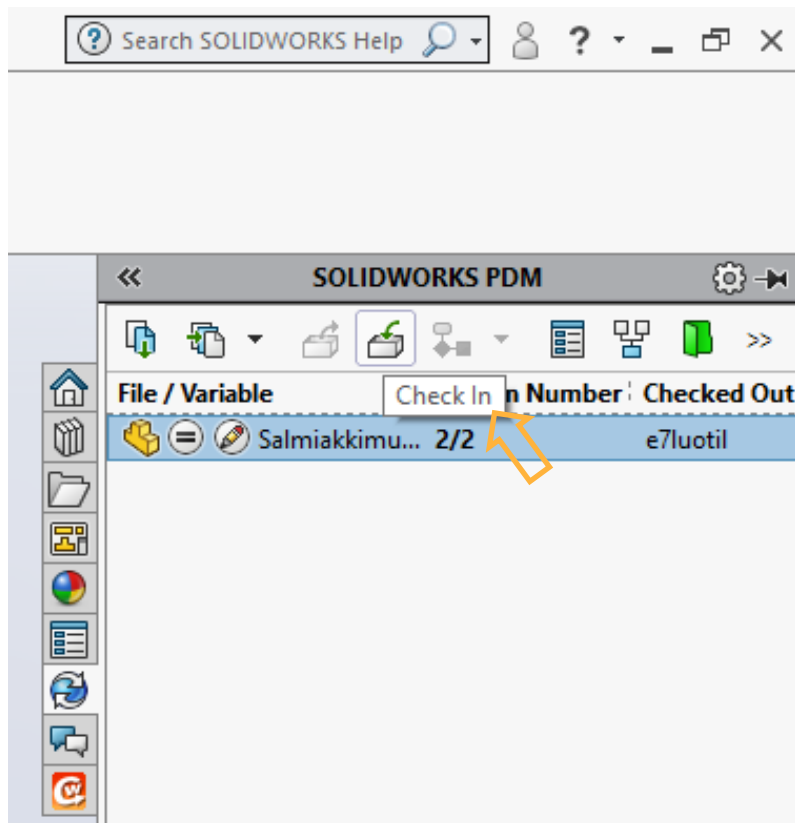 Search SOLIDWORKS Help
SOLIDWORKS PDM
File / Variable n Number Checked Out
Check In
Salmiakkimu... 2/2 e7luotil